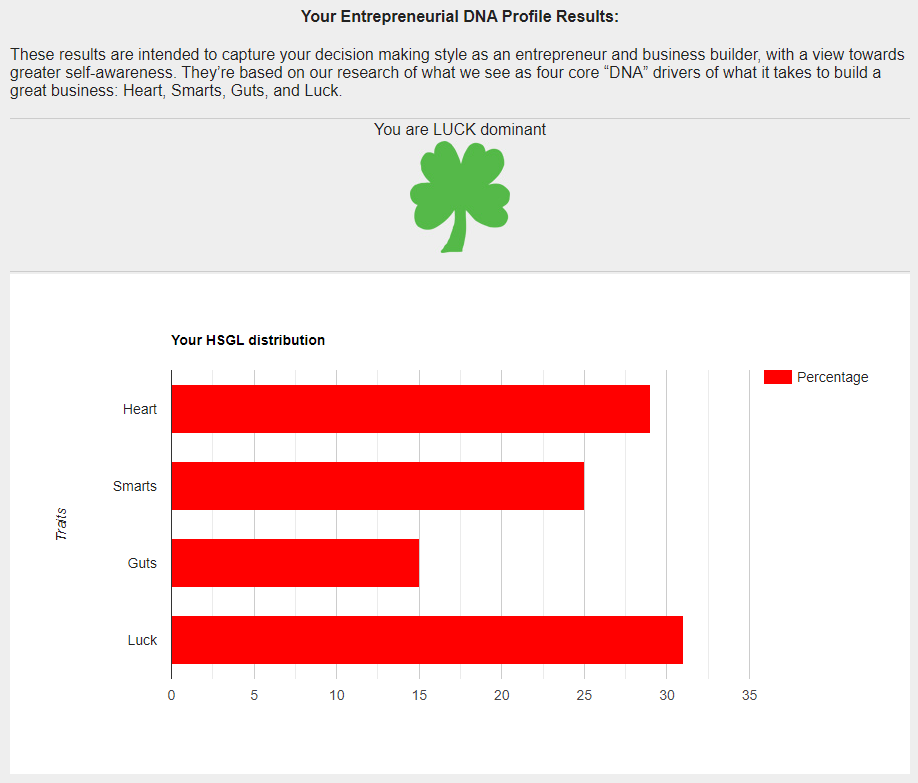 Your Entrepreneurial DNA Profile Results:
These results are intended to capture your decision making style as an entrepreneur and business builder, with a view towards
greater self-awareness. They’re based on our research of what we see as four core “DNA” drivers of what it takes to build a
great business: Heart, Smarts, Guts, and Luck.
You are LUCK dominant
Your HSGL distribution
Percentage
Heart
Smarts
Traits
Guts
Luck
0 5 10 15 20 25 30 35